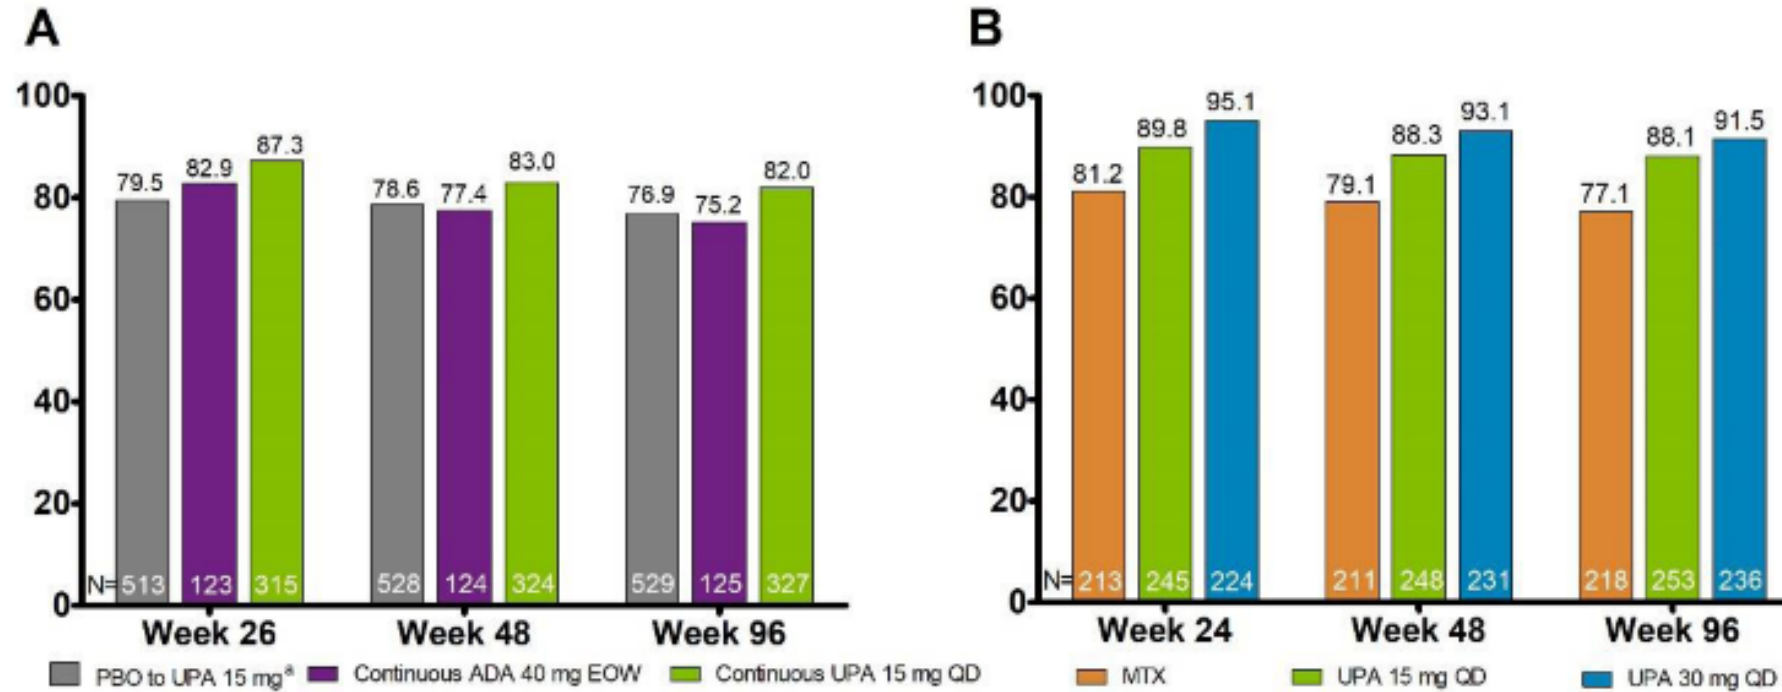 A
100
80
60
40
20
0
79.5 82.9 87.3
78.6 77.4 83.0
76.9 75.2 82.0
N= 513 123 315 528 124 324 529 125 327
Week 26 Week 48 Week 96
PBO to UPA 15 mgᵃ Continuous ADA 40 mg EOW Continuous UPA 15 mg QD
B
100
80
60
40
20
0
81.2 89.8 95.1
79.1 88.3 93.1
77.1 88.1 91.5
N= 213 245 224 211 248 231 218 253 236
Week 24 Week 48 Week 96
MTX UPA 15 mg QD UPA 30 mg QD